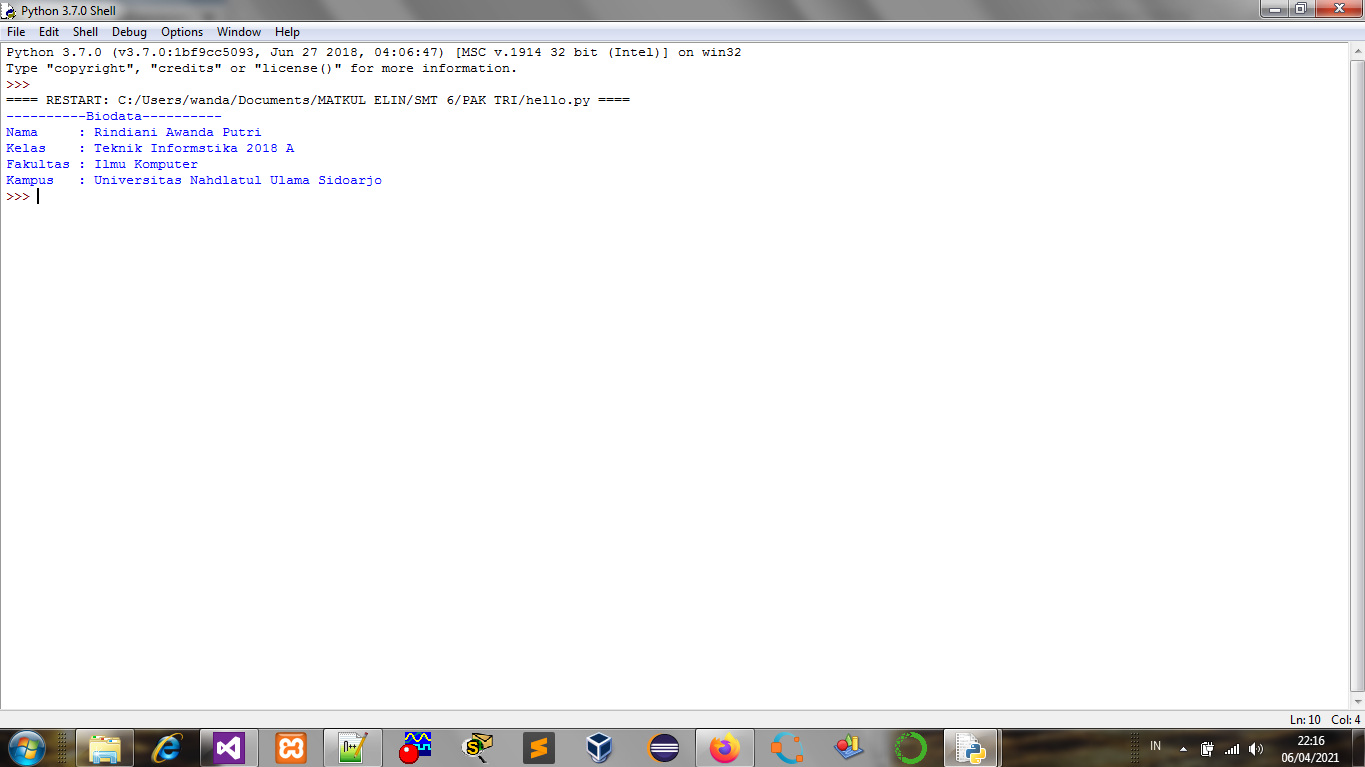 Python 3.7.0 Shell
File Edit Shell Debug Options Window Help
Python 3.7.0 (v3.7.0:1bf9cc5093, Jun 27 2018, 04:06:47) [MSC v.1914 32 bit (Intel)] on win32
Type "copyright", "credits" or "license()" for more information.
>>>
==== RESTART: C:/Users/wanda/Documents/MATKUL ELIN/SMT 6/PAK TRI/hello.py ====
----------Biodata----------
Nama     : Rindiani Awanda Putri
Kelas    : Teknik Informstika 2018 A
Fakultas : Ilmu Komputer
Kampus   : Universitas Nahdlatul Ulama Sidoarjo
>>>
Ln: 10 Col: 4
IN
22:16
06/04/2021